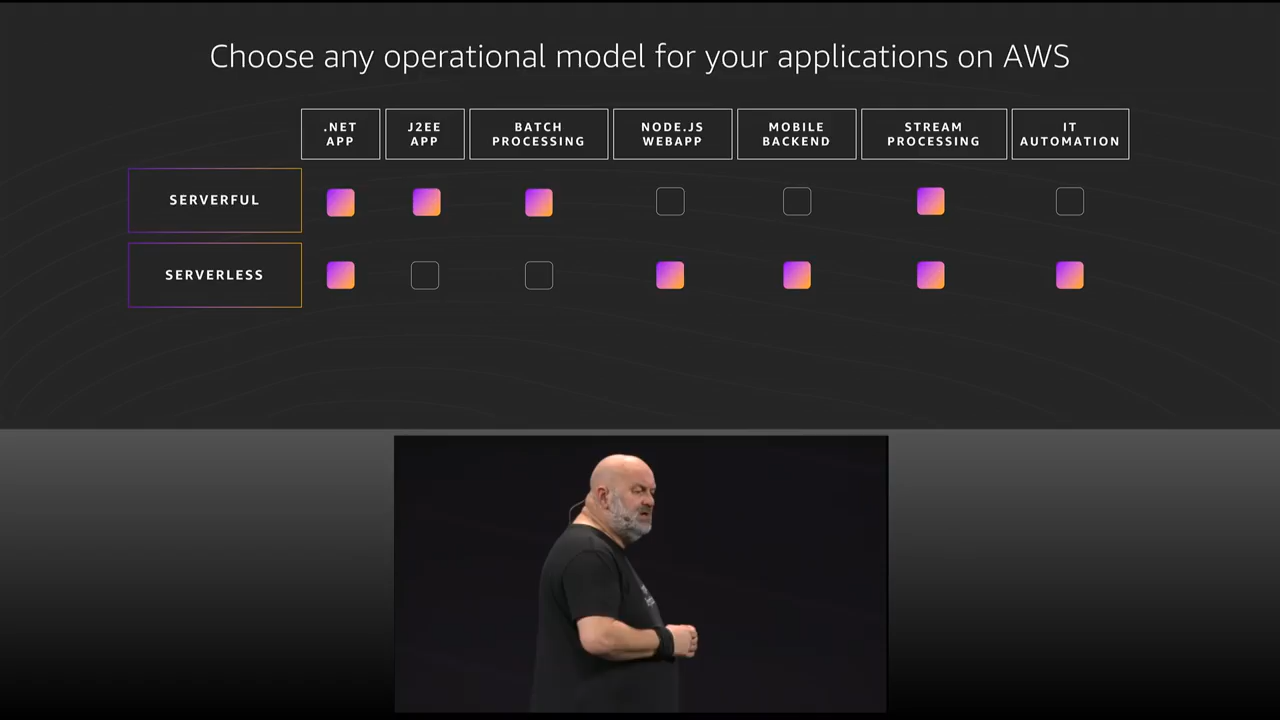 Choose any operational model for your applications on AWS
.NET
APP
J2EE
APP
BATCH
PROCESSING
NODE.JS
WEBAPP
MOBILE
BACKEND
STREAM
PROCESSING
IT
AUTOMATION
SERVERFUL
SERVERLESS